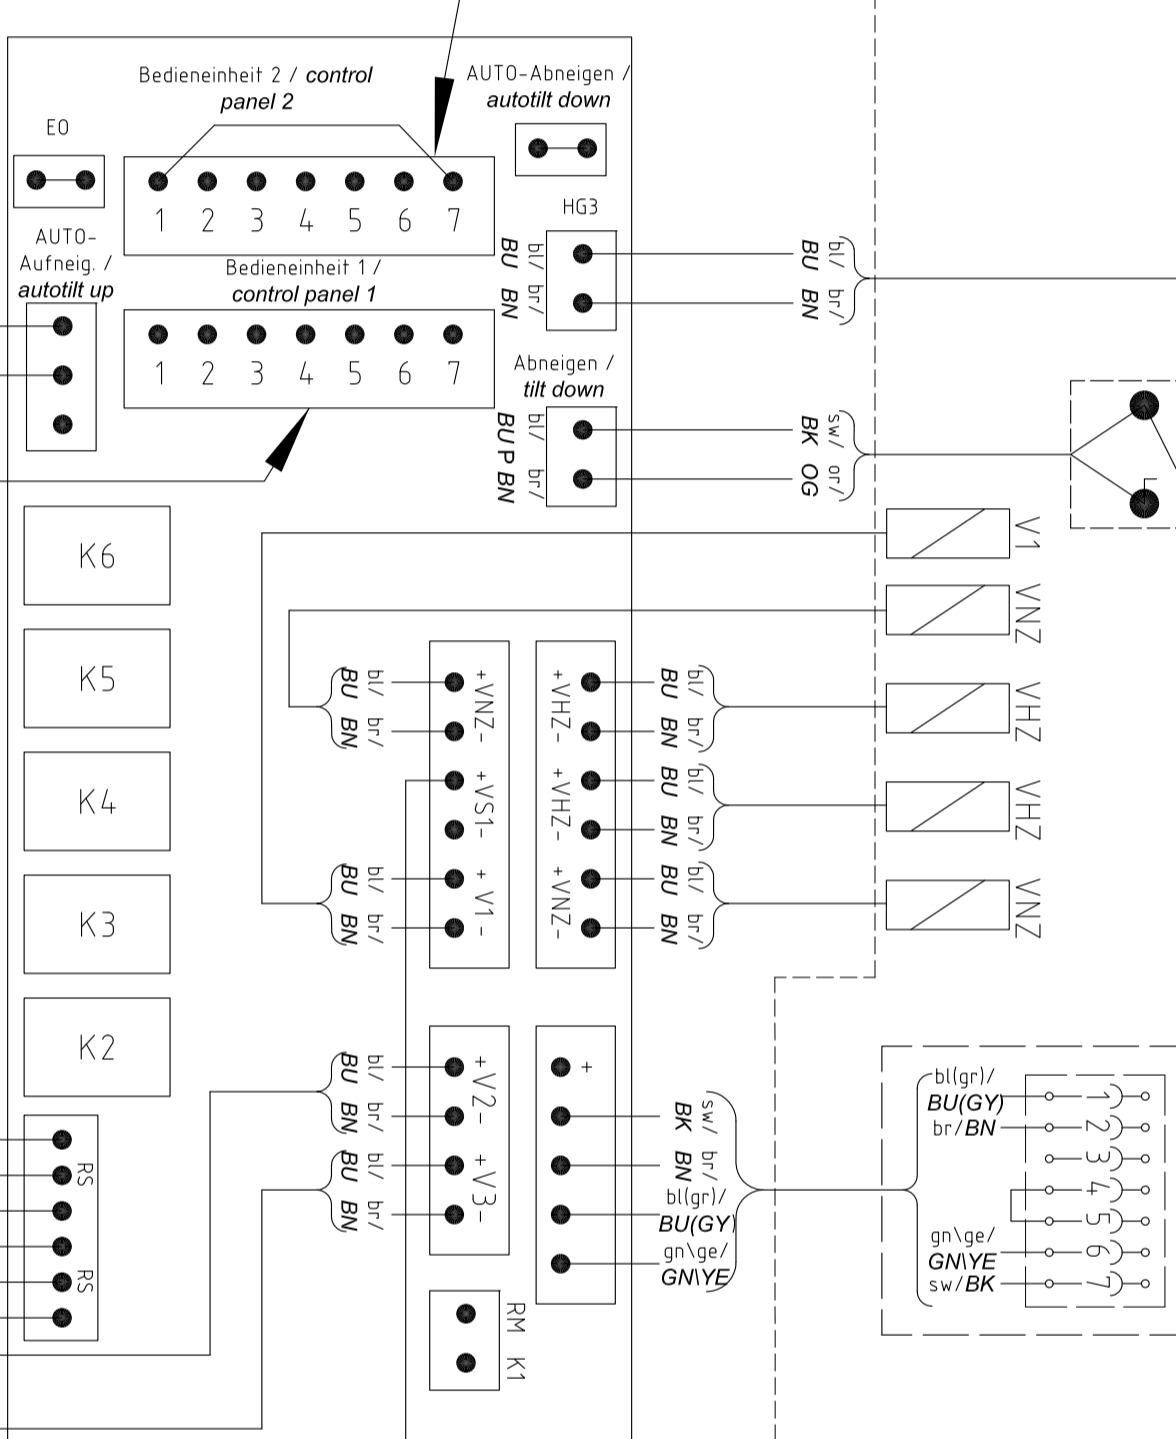 Bedieneinheit 2 / control
panel 2
AUTO-Abneigen /
autotilt down
E0
1 2 3 4 5 6 7
HG3
AUTO-
Aufneig. /
autotilt up
Bedieneinheit 1 /
control panel 1
1 2 3 4 5 6 7
bl/
BU
br/
BN
bl/
BU
br/
BN
Abneigen /
tilt down
bl/
BU P BN
br/
sw/
BK
or/
OG
V1
VNZ
VHZ
VHZ
VNZ
K6
K5
K4
K3
K2
bl/
BU
br/
BN
+VNZ-
+VS1-
+ V1 -
bl/
BU
br/
BN
+VHZ-
+VHZ-
+VNZ-
bl/
BU
br/
BN
bl/
BU
br/
BN
bl/
BU
br/
BN
bl/
BU
br/
BN
bl/
BU
br/
BN
+V2-
+V3-
+
sw/
BK
br/
BN
bl(gr)/
BU(GY)
gn\ge/
GN\YE
RS
RS
RM
K1
bl(gr)/
BU(GY)
br/BN
gn\ge/
GN\YE
sw/BK
1
2
3
4
5
6
7
L